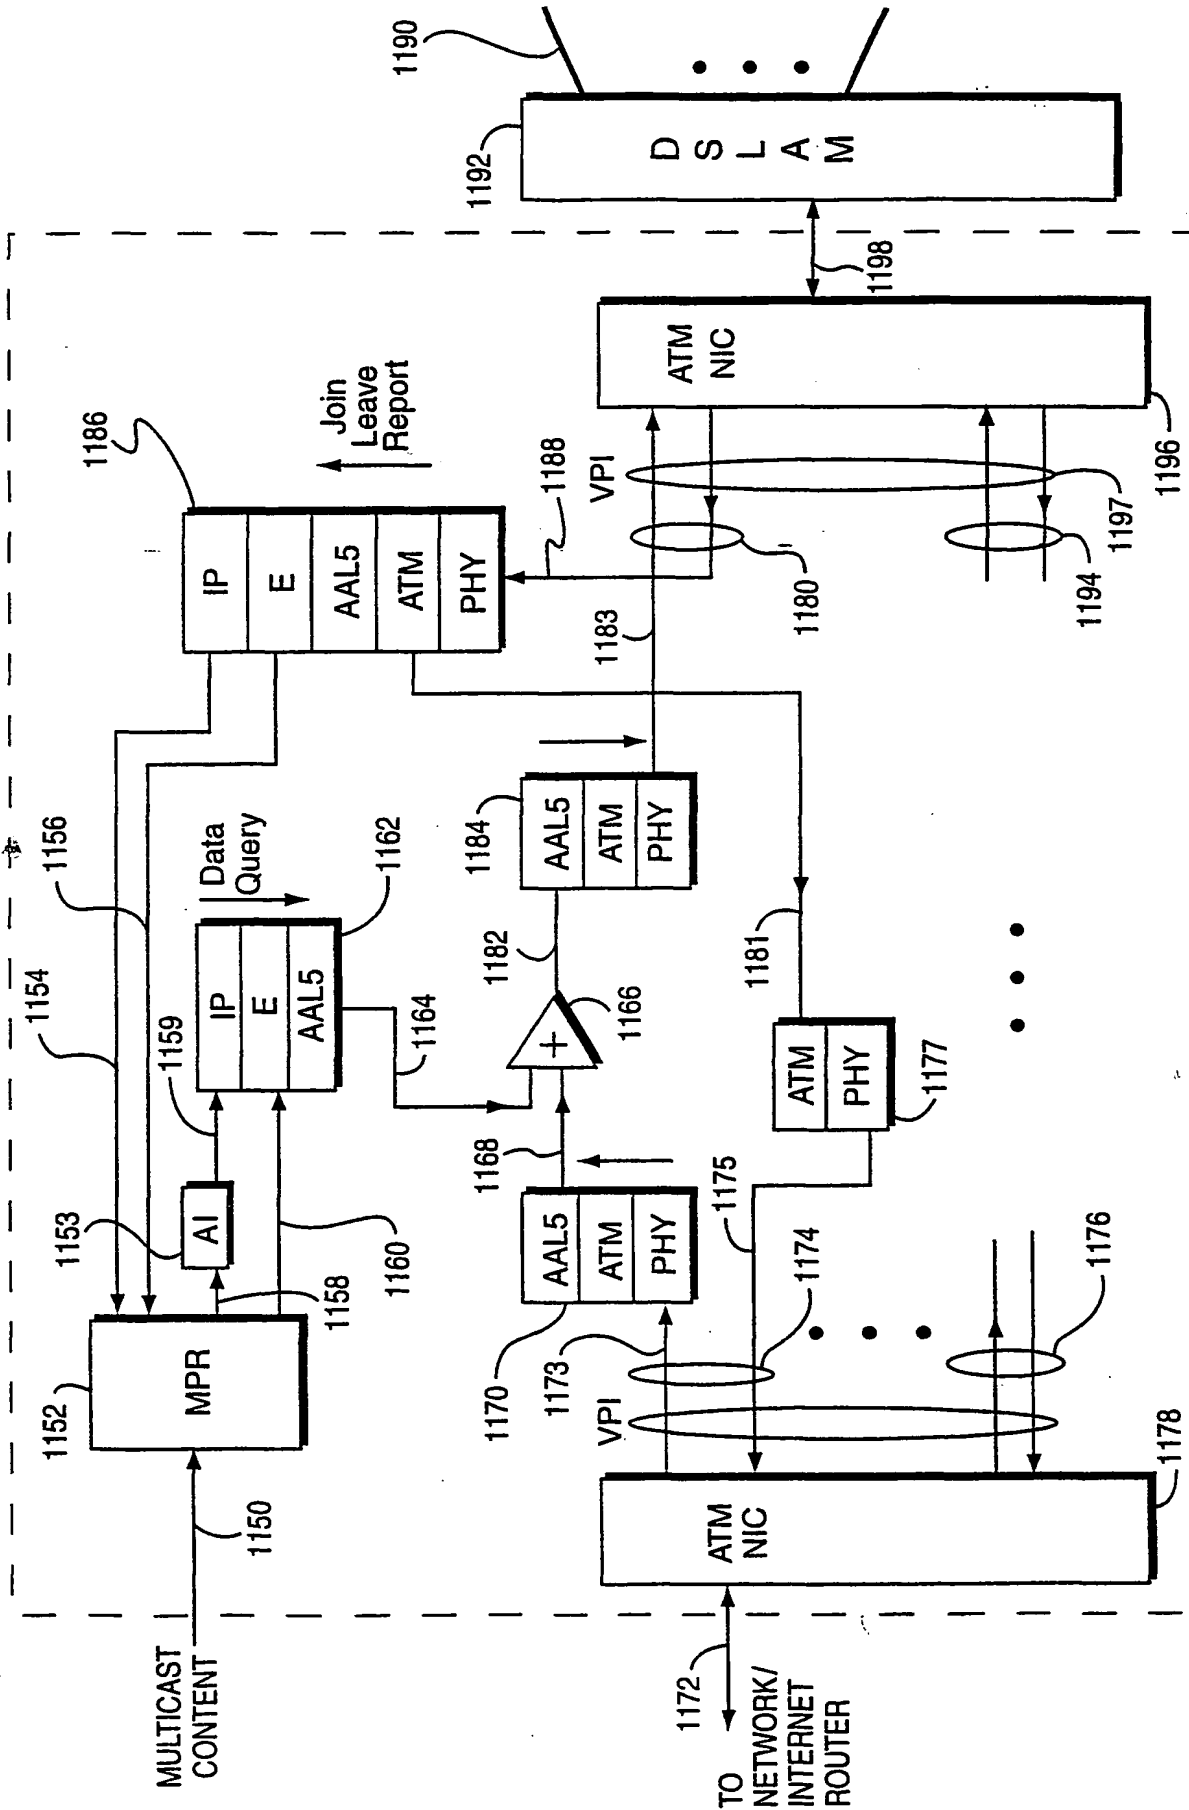 MULTICAST
CONTENT
1150
1152
MPR
1153
AI
1158
1160
1159
1154
1156
IP
E
AAL5
Data
Query
1162
1164
1186
IP
E
AAL5
ATM
PHY
Join
Leave
Report
1188
1166
+
1168
1182
1170
AAL5
ATM
PHY
1184
AAL5
ATM
PHY
1183
1180
VPI
1173
VPI
1174
1175
1176
1177
ATM
PHY
1181
1194
1197
1196
ATM
NIC
1198
1192
D
S
L
A
M
1190
ATM
NIC
1178
1172
TO
NETWORK/
INTERNET
ROUTER